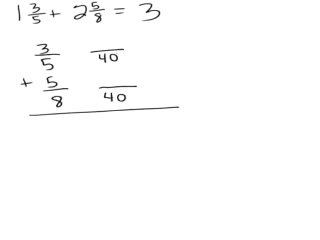 1 3/5 + 2 5/8 = 3
3/5 /40
+ 5/8 /40